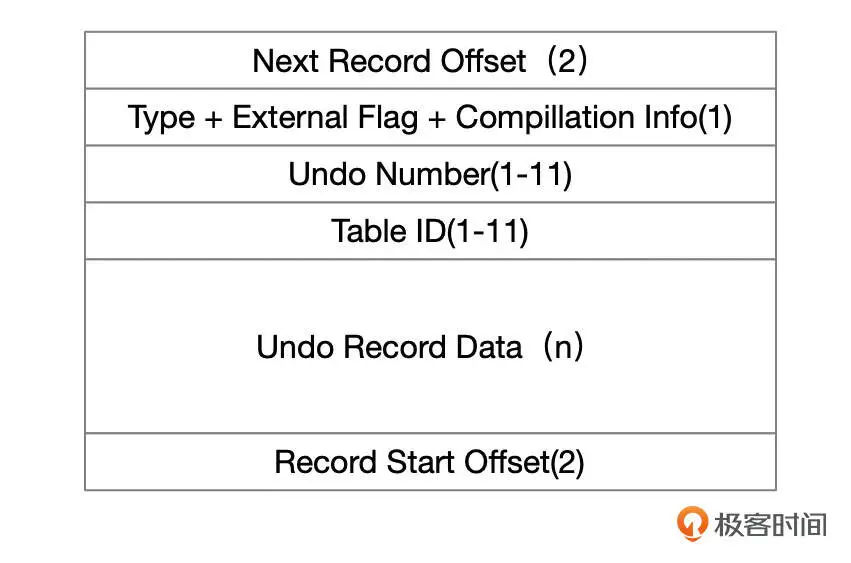 Next Record Offset（2）
Type + External Flag + Compillation Info(1)
Undo Number(1-11)
Table ID(1-11)
Undo Record Data（n）
Record Start Offset(2)
极客时间